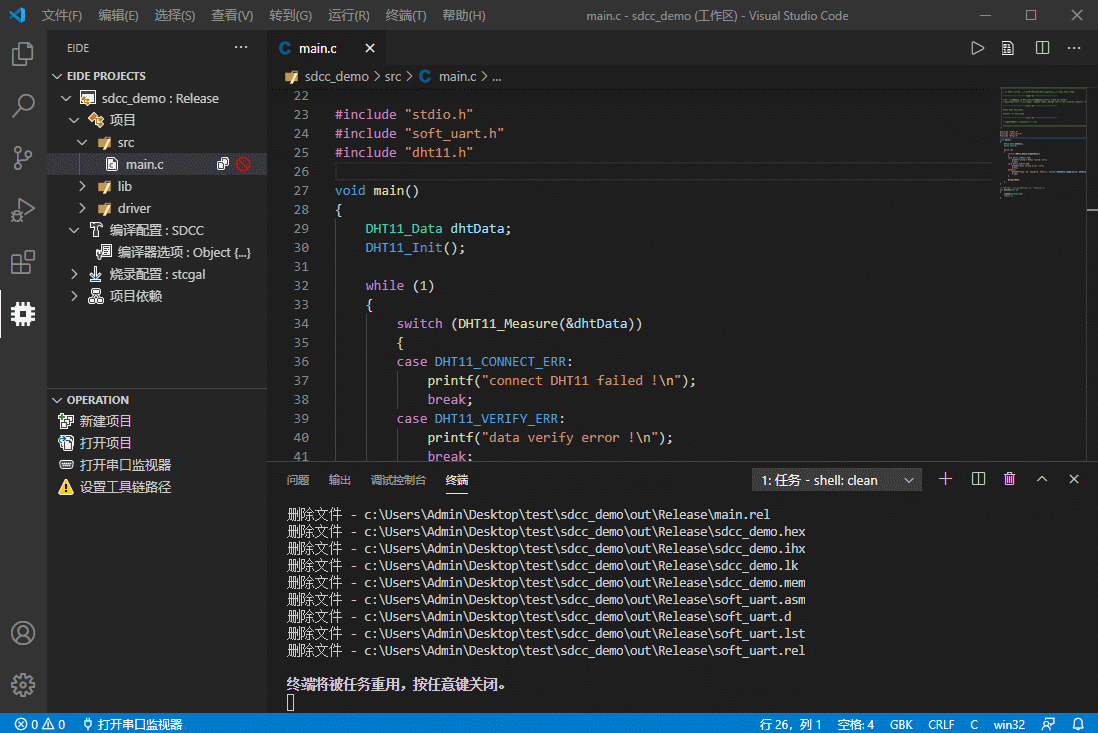 文件(F) 编辑(E) 选择(S) 查看(V) 转到(G) 运行(R) 终端(T) 帮助(H) main.c - sdcc_demo (工作区) - Visual Studio Code
EIDE
EIDE PROJECTS
sdcc_demo : Release
项目
src
main.c
lib
driver
编译配置 : SDCC
编译器选项 : Object {...}
烧录配置 : stcgal
项目依赖
OPERATION
新建项目
打开项目
打开串口监视器
设置工具链路径
main.c
sdcc_demo > src > main.c > ...
22
23 #include "stdio.h"
24 #include "soft_uart.h"
25 #include "dht11.h"
26
27 void main()
28 {
29 DHT11_Data dhtData;
30 DHT11_Init();
31
32 while (1)
33 {
34 switch (DHT11_Measure(&dhtData))
35 {
36 case DHT11_CONNECT_ERR:
37 printf("connect DHT11 failed !\n");
38 break;
39 case DHT11_VERIFY_ERR:
40 printf("data verify error !\n");
41 break;
问题 输出 调试控制台 终端 1: 任务 - shell: clean
删除文件 - c:\Users\Admin\Desktop\test\sdcc_demo\out\Release\main.rel
删除文件 - c:\Users\Admin\Desktop\test\sdcc_demo\out\Release\sdcc_demo.hex
删除文件 - c:\Users\Admin\Desktop\test\sdcc_demo\out\Release\sdcc_demo.ihx
删除文件 - c:\Users\Admin\Desktop\test\sdcc_demo\out\Release\sdcc_demo.lk
删除文件 - c:\Users\Admin\Desktop\test\sdcc_demo\out\Release\sdcc_demo.mem
删除文件 - c:\Users\Admin\Desktop\test\sdcc_demo\out\Release\soft_uart.asm
删除文件 - c:\Users\Admin\Desktop\test\sdcc_demo\out\Release\soft_uart.d
删除文件 - c:\Users\Admin\Desktop\test\sdcc_demo\out\Release\soft_uart.lst
删除文件 - c:\Users\Admin\Desktop\test\sdcc_demo\out\Release\soft_uart.rel
终端将被任务重用，按任意键关闭。
0 0 打开串口监视器 行 26，列 1 空格: 4 GBK CRLF C win32